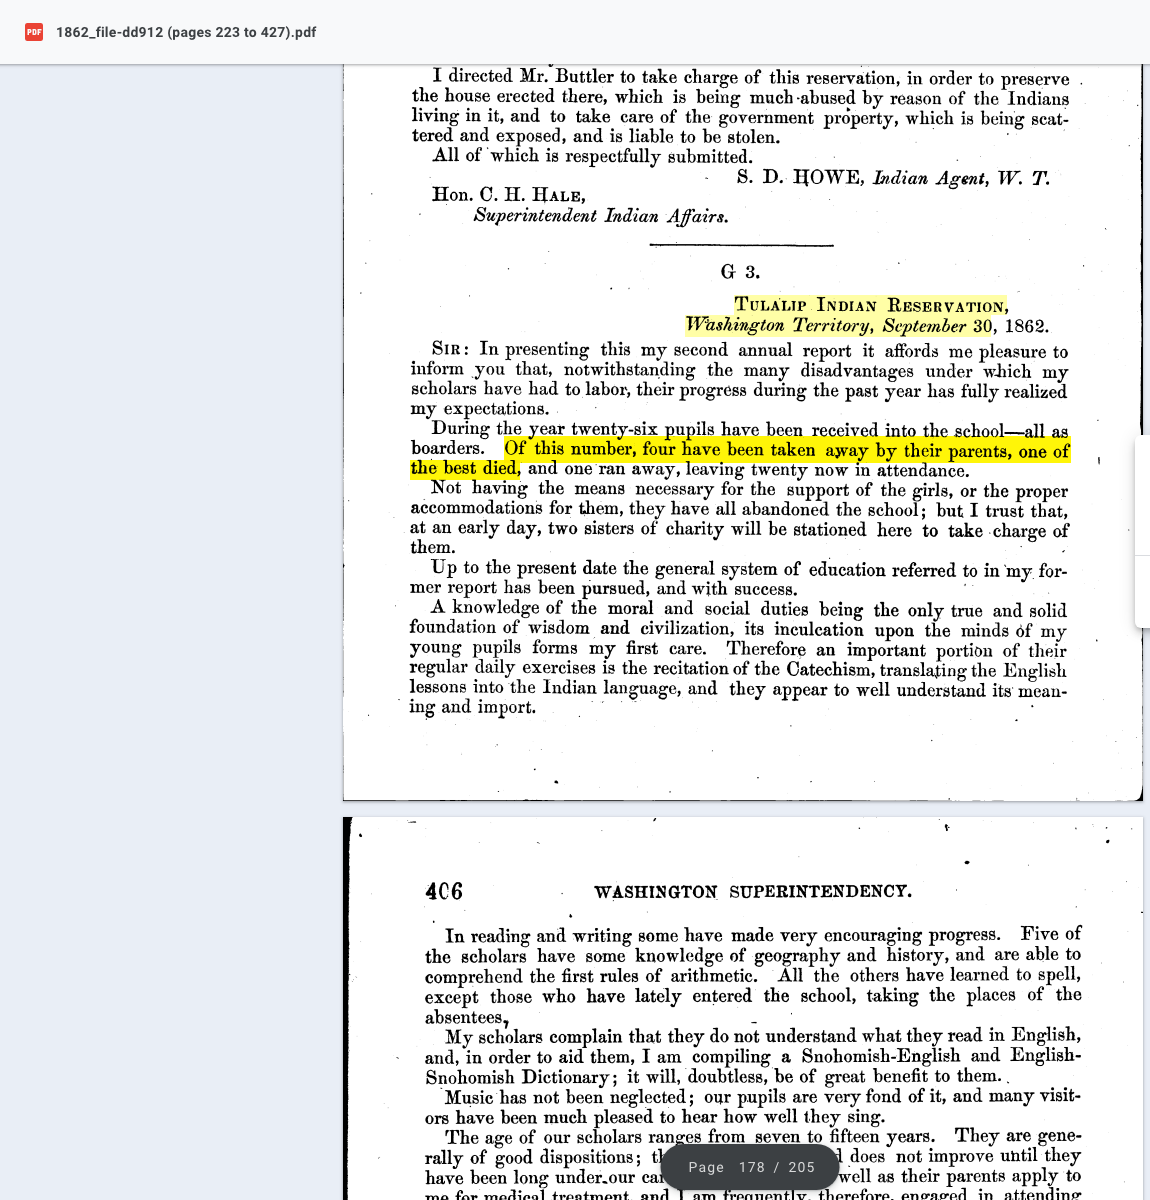 PDF 1862_file-dd912 (pages 223 to 427).pdf
I directed Mr. Buttler to take charge of this reservation, in order to preserve
the house erected there, which is being much abused by reason of the Indians
living in it, and to take care of the government property, which is being scat-
tered and exposed, and is liable to be stolen.
All of which is respectfully submitted.
S. D. HOWE, Indian Agent, W. T.
Hon. C. H. HALE,
Superintendent Indian Affairs.
G 3.
TULALIP INDIAN RESERVATION,
Washington Territory, September 30, 1862.
SIR: In presenting this my second annual report it affords me pleasure to
inform you that, notwithstanding the many disadvantages under which my
scholars have had to labor, their progress during the past year has fully realized
my expectations.
During the year twenty-six pupils have been received into the school—all as
boarders. Of this number, four have been taken away by their parents, one of
the best died, and one ran away, leaving twenty now in attendance.
Not having the means necessary for the support of the girls, or the proper
accommodations for them, they have all abandoned the school; but I trust that,
at an early day, two sisters of charity will be stationed here to take charge of
them.
Up to the present date the general system of education referred to in my for-
mer report has been pursued, and with success.
A knowledge of the moral and social duties being the only true and solid
foundation of wisdom and civilization, its inculcation upon the minds of my
young pupils forms my first care. Therefore an important portion of their
regular daily exercises is the recitation of the Catechism, translating the English
lessons into the Indian language, and they appear to well understand its mean-
ing and import.
406 WASHINGTON SUPERINTENDENCY.
In reading and writing some have made very encouraging progress. Five of
the scholars have some knowledge of geography and history, and are able to
comprehend the first rules of arithmetic. All the others have learned to spell,
except those who have lately entered the school, taking the places of the
absentees,
My scholars complain that they do not understand what they read in English,
and, in order to aid them, I am compiling a Snohomish-English and English-
Snohomish Dictionary; it will, doubtless, be of great benefit to them.
Music has not been neglected; our pupils are very fond of it, and many visit-
ors have been much pleased to hear how well they sing.
The age of our scholars ranges from seven to fifteen years. They are gene-
rally of good dispositions; does not improve until they
have been long under our well as their parents apply to
me for medical treatment, and I am frequently, therefore, engaged in attending
Page 178 / 205